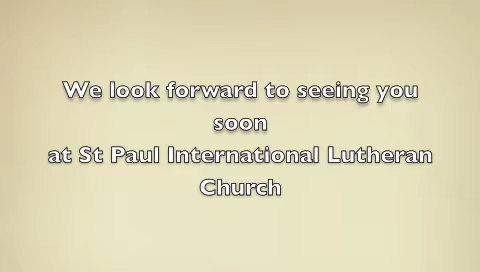 We look forward to seeing you
soon
at St Paul International Lutheran
Church